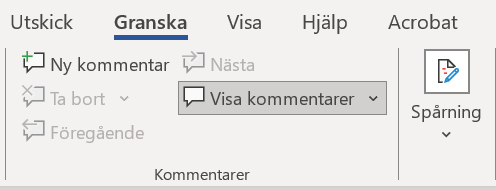 Utskick Granska Visa Hjälp Acrobat
Ny kommentar Nästa
Ta bort Visa kommentarer
Föregående
Spårning
Kommentarer